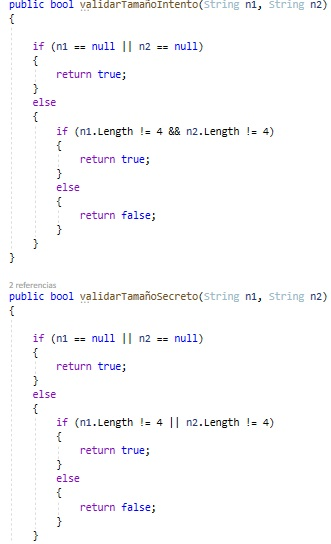 public bool validarTamañoIntento(String n1, String n2)
{
if (n1 == null || n2 == null)
{
return true;
}
else
{
if (n1.Length != 4 && n2.Length != 4)
{
return true;
}
else
{
return false;
}
}
}
2 referencias
public bool validarTamañoSecreto(String n1, String n2)
{
if (n1 == null || n2 == null)
{
return true;
}
else
{
if (n1.Length != 4 || n2.Length != 4)
{
return true;
}
else
{
return false;
}
}